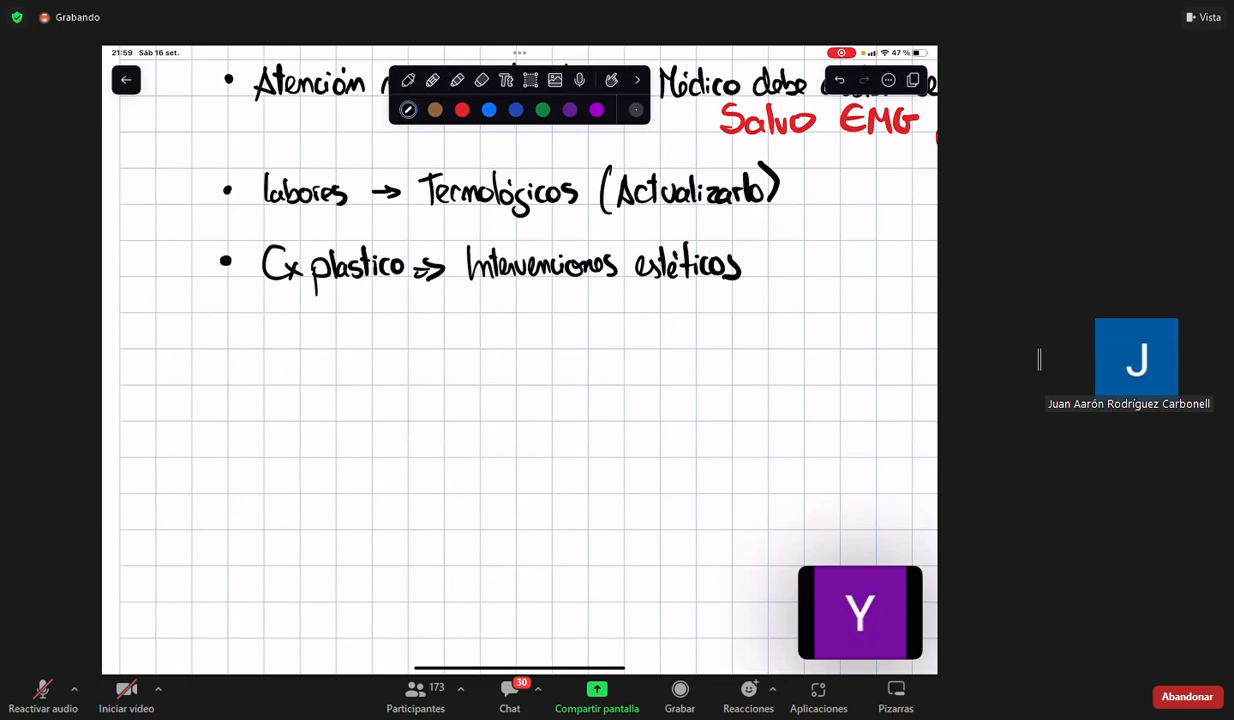 Grabando
Vista
21:59 Sáb 16 set.
47 %
• Atención
Médico debe
Salvo EMG
• Labores → Tecnológicos (Actualizarlo)
• Cx plastico => Intervenciones estéticos
J
Juan Aarón Rodríguez Carbonell
Y
Reactivar audio
Iniciar vídeo
173
Participantes
30
Chat
Compartir pantalla
Grabar
Reacciones
Aplicaciones
Pizarras
Abandonar